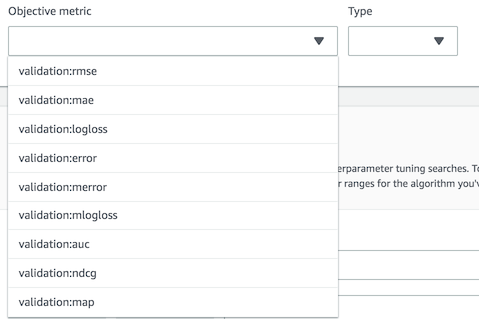 Objective metric
Type
validation:rmse
validation:mae
validation:logloss
validation:error
erparameter tuning searches. To
validation:merror
r ranges for the algorithm you'v
validation:mlogloss
validation:auc
validation:ndcg
validation:map